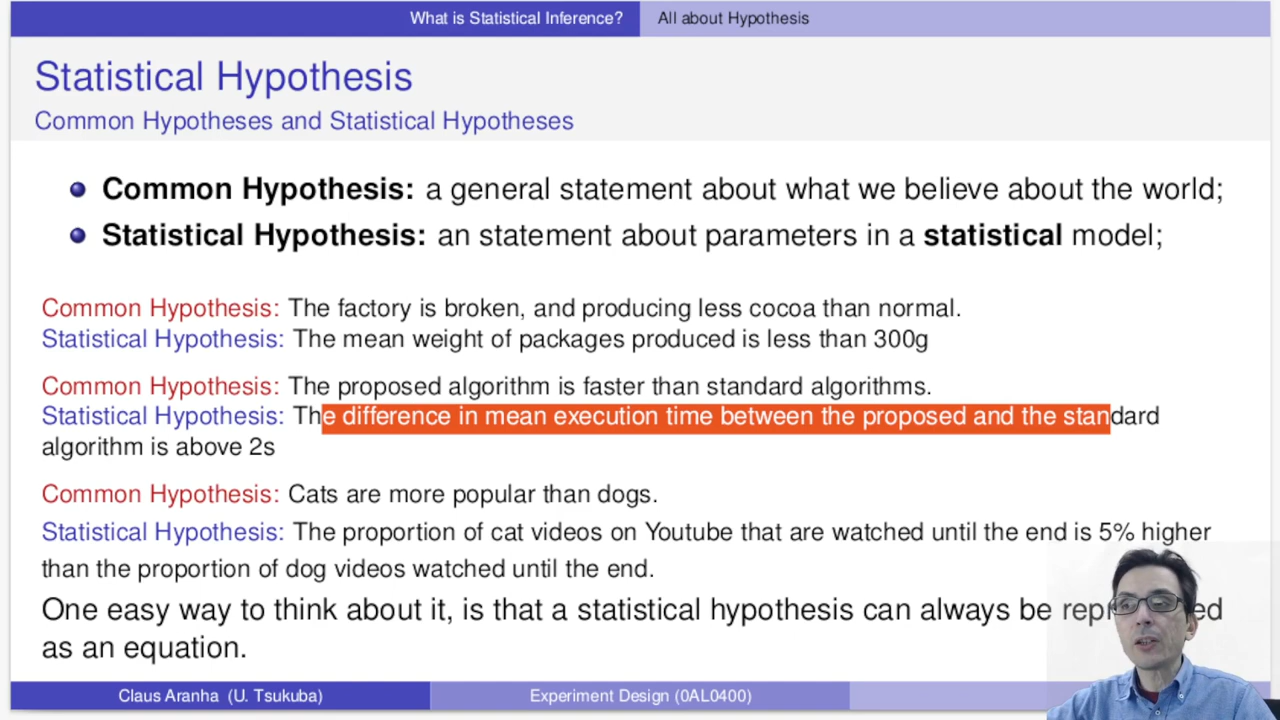 What is Statistical Inference? All about Hypothesis
Statistical Hypothesis
Common Hypotheses and Statistical Hypotheses
Common Hypothesis: a general statement about what we believe about the world;
Statistical Hypothesis: an statement about parameters in a statistical model;
Common Hypothesis: The factory is broken, and producing less cocoa than normal.
Statistical Hypothesis: The mean weight of packages produced is less than 300g
Common Hypothesis: The proposed algorithm is faster than standard algorithms.
Statistical Hypothesis: The difference in mean execution time between the proposed and the standard
algorithm is above 2s
Common Hypothesis: Cats are more popular than dogs.
Statistical Hypothesis: The proportion of cat videos on Youtube that are watched until the end is 5% higher
than the proportion of dog videos watched until the end.
One easy way to think about it, is that a statistical hypothesis can always be
as an equation.
Claus Aranha (U. Tsukuba) Experiment Design (0AL0400)